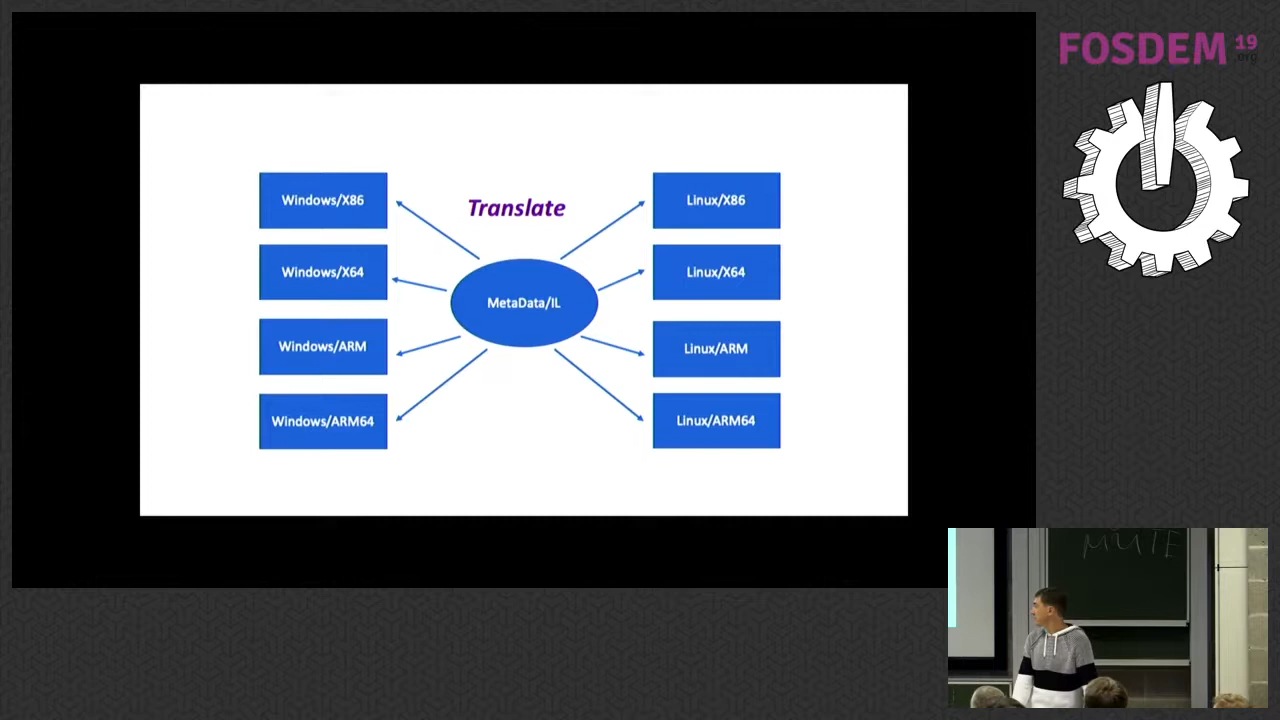 FOSDEM 19
.org
Translate
Windows/X86
Windows/X64
Windows/ARM
Windows/ARM64
MetaData/IL
Linux/X86
Linux/X64
Linux/ARM
Linux/ARM64
MUTE